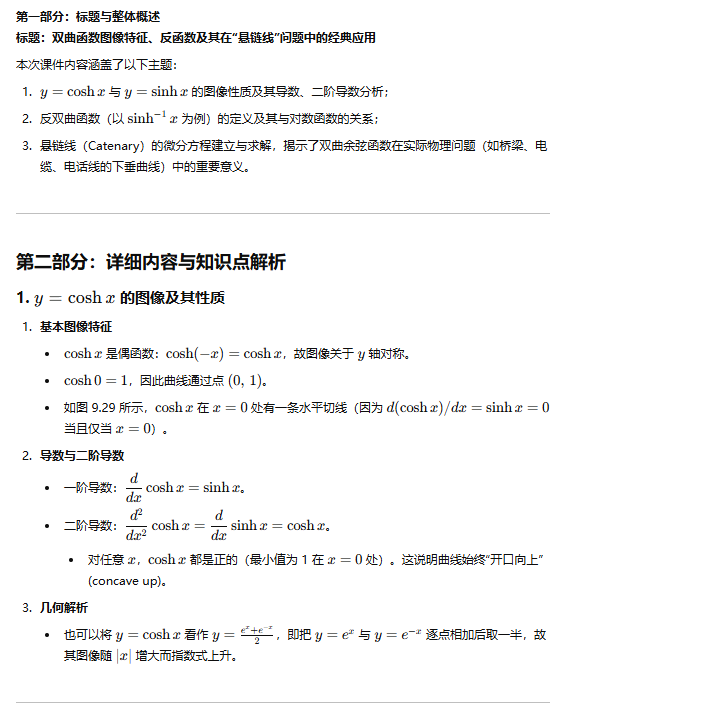 第一部分：标题与整体概述
标题：双曲函数图像特征、反函数及其在“悬链线”问题中的经典应用
本次课件内容涵盖了以下主题：
1. y = cosh x 与 y = sinh x 的图像性质及其导数、二阶导数分析；
2. 反双曲函数（以 sinh⁻¹ x 为例）的定义及其与对数函数的关系；
3. 悬链线（Catenary）的微分方程建立与求解，揭示了双曲余弦函数在实际物理问题（如桥梁、电
缆、电话线的下垂曲线）中的重要意义。
第二部分：详细内容与知识点解析
1. y = cosh x 的图像及其性质
1. 基本图像特征
• cosh x 是偶函数：cosh(−x) = cosh x，故图像关于 y 轴对称。
• cosh 0 = 1，因此曲线通过点 (0, 1)。
• 如图 9.29 所示，cosh x 在 x = 0 处有一条水平切线（因为 d(cosh x)/dx = sinh x = 0
当且仅当 x = 0）。
2. 导数与二阶导数
• 一阶导数：d/dx cosh x = sinh x。
• 二阶导数：d²/dx² cosh x = d/dx sinh x = cosh x。
• 对任意 x，cosh x 都是正的（最小值为 1 在 x = 0 处）。这说明曲线始终“开口向上”
(concave up)。
3. 几何解析
• 也可以将 y = cosh x 看作 y = (eˣ+e⁻ˣ)/2，即把 y = eˣ 与 y = e⁻ˣ 逐点相加后取一半，故
其图像随 |x| 增大而指数式上升。